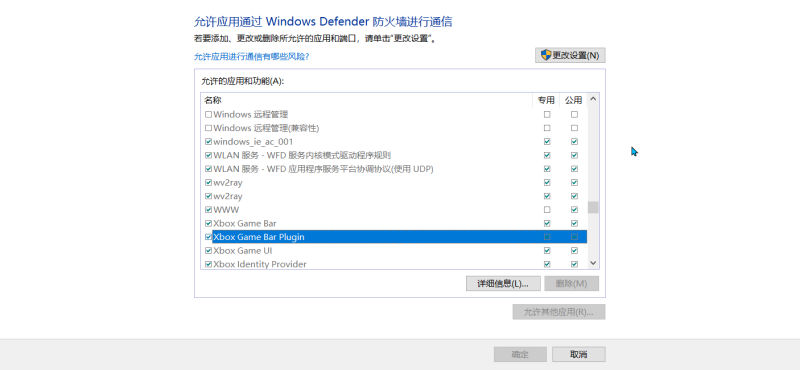 允许应用通过 Windows Defender 防火墙进行通信
若要添加、更改或删除所允许的应用和端口，请单击"更改设置"。
允许应用进行通信有哪些风险?
更改设置(N)
允许的应用和功能(A):
名称 专用 公用
Windows 远程管理
Windows 远程管理(兼容性)
windows_ie_ac_001
WLAN 服务 - WFD 服务内核模式驱动程序规则
WLAN 服务 - WFD 应用程序服务平台协调协议(使用 UDP)
wv2ray
wv2ray
WWW
Xbox Game Bar
Xbox Game Bar Plugin
Xbox Game UI
Xbox Identity Provider
详细信息(L)... 删除(M)
允许其他应用(R)...
确定 取消